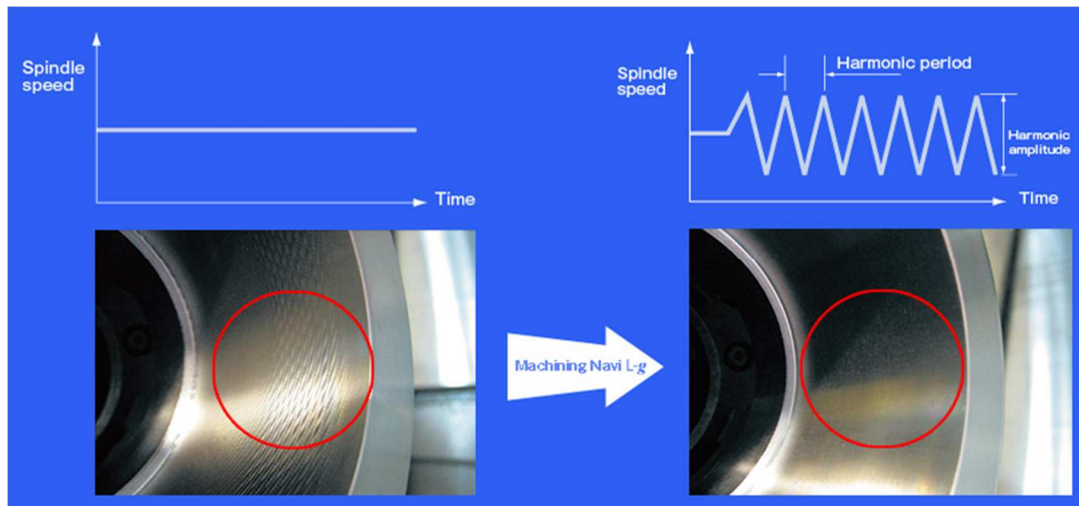 Spindle
speed
Time
Spindle
speed
Harmonic period
Harmonic
amplitude
Time
Machining Navi L-g